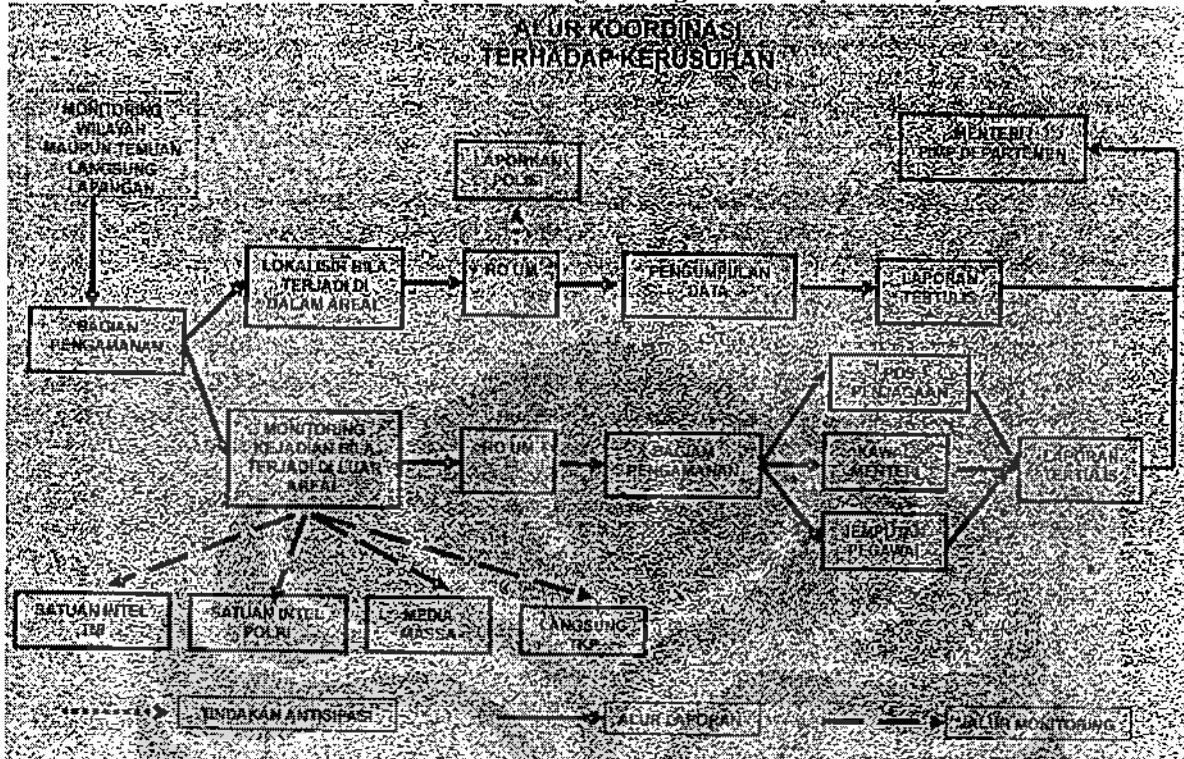 ALUR KOORDINASI
TERHADAP KERUSUHAN
MONITORING
WILAYAH
MAUPUN TEMUAN
LANGSUNG
LAPANGAN
MENTERI /
PIMP DEPARTEMEN
LAPORKAN
POLISI
LOKALISIR BILA
TERJADI DI
DALAM AREAL
RO UM
PENGUMPULAN
DATA
LAPORAN
TERTULIS
BAGIAN
PENGAMANAN
POS
PENJAGAAN
MONITORING
KEJADIAN BILA
TERJADI DI LUAR
AREAL
RO UM
BAGIAN
PENGAMANAN
KAWAL
MENTERI
LAPORAN
JEMPUTAN
PEGAWAI
SATUAN INTEL
TNI
SATUAN INTEL
POLRI
MEDIA
MASSA
LANGSUNG
TKP
TINDAKAN ANTISIPASI
ALUR LAPORAN
JALUR MONITORING